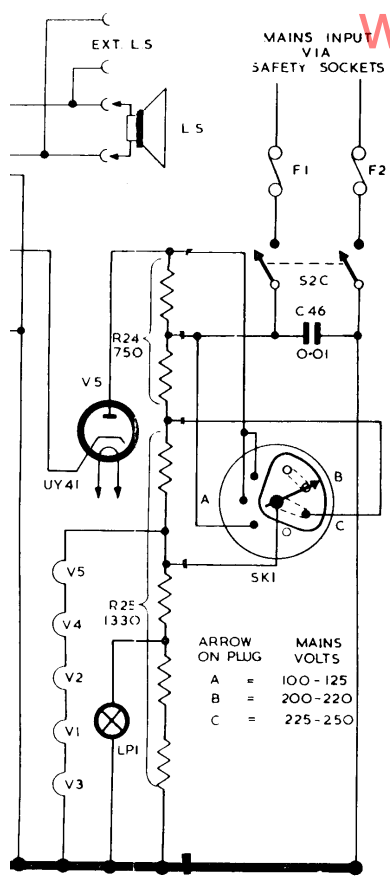 W
EXT. L.S
MAINS INPUT
VIA
SAFETY SOCKETS
L S
F1
F2
S2C
C46
0·01
R24
750
V5
UY41
A
B
C
SK1
V5
V4
V2
V1
V3
R25
1330
LP1
ARROW ON PLUG MAINS VOLTS
A = 100-125
B = 200-220
C = 225-250